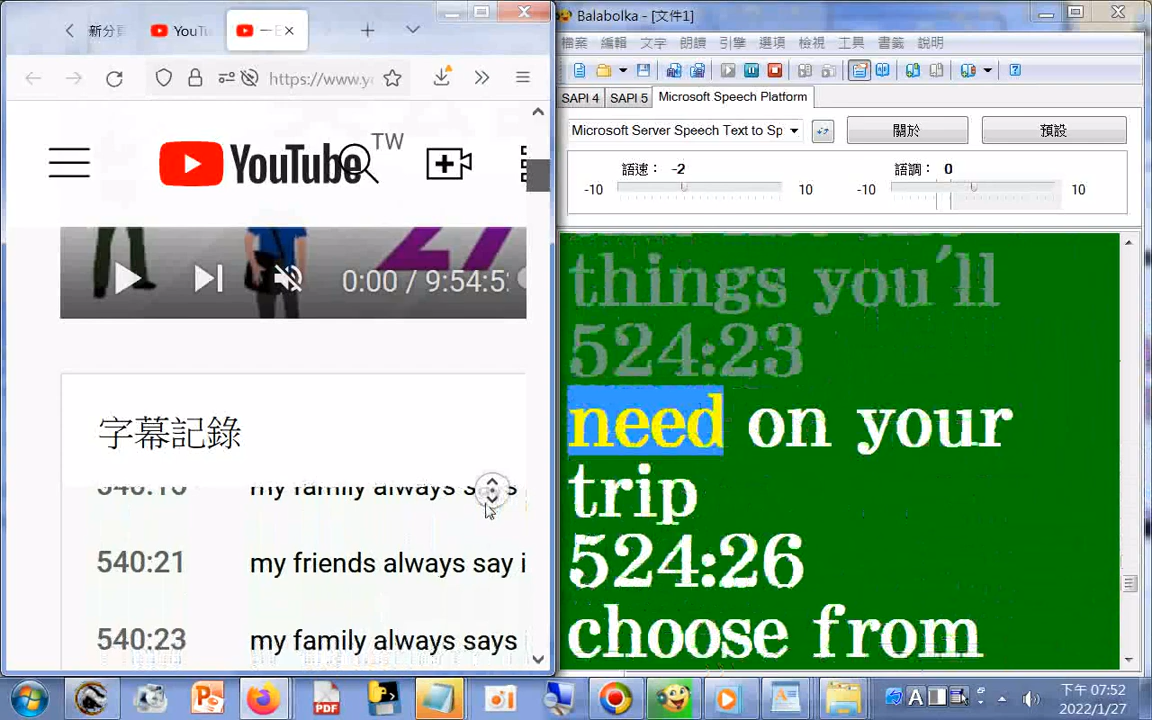 新分
YouTu
一 E
https://www.y
YouTube TW
27
0:00 / 9:54:5
字幕記錄
my family always says
540:21 my friends always say i
540:23 my family always says
Balabolka - [文件1]
檔案 編輯 文字 朗讀 引擎 選項 檢視 工具 書籤 說明
SAPI 4 SAPI 5 Microsoft Speech Platform
Microsoft Server Speech Text to Sp 關於 預設
語速： -2 語調： 0
-10 10 -10 10
things you'll
524:23
need on your
trip
524:26
choose from
PDF
A
下午 07:52
2022/1/27